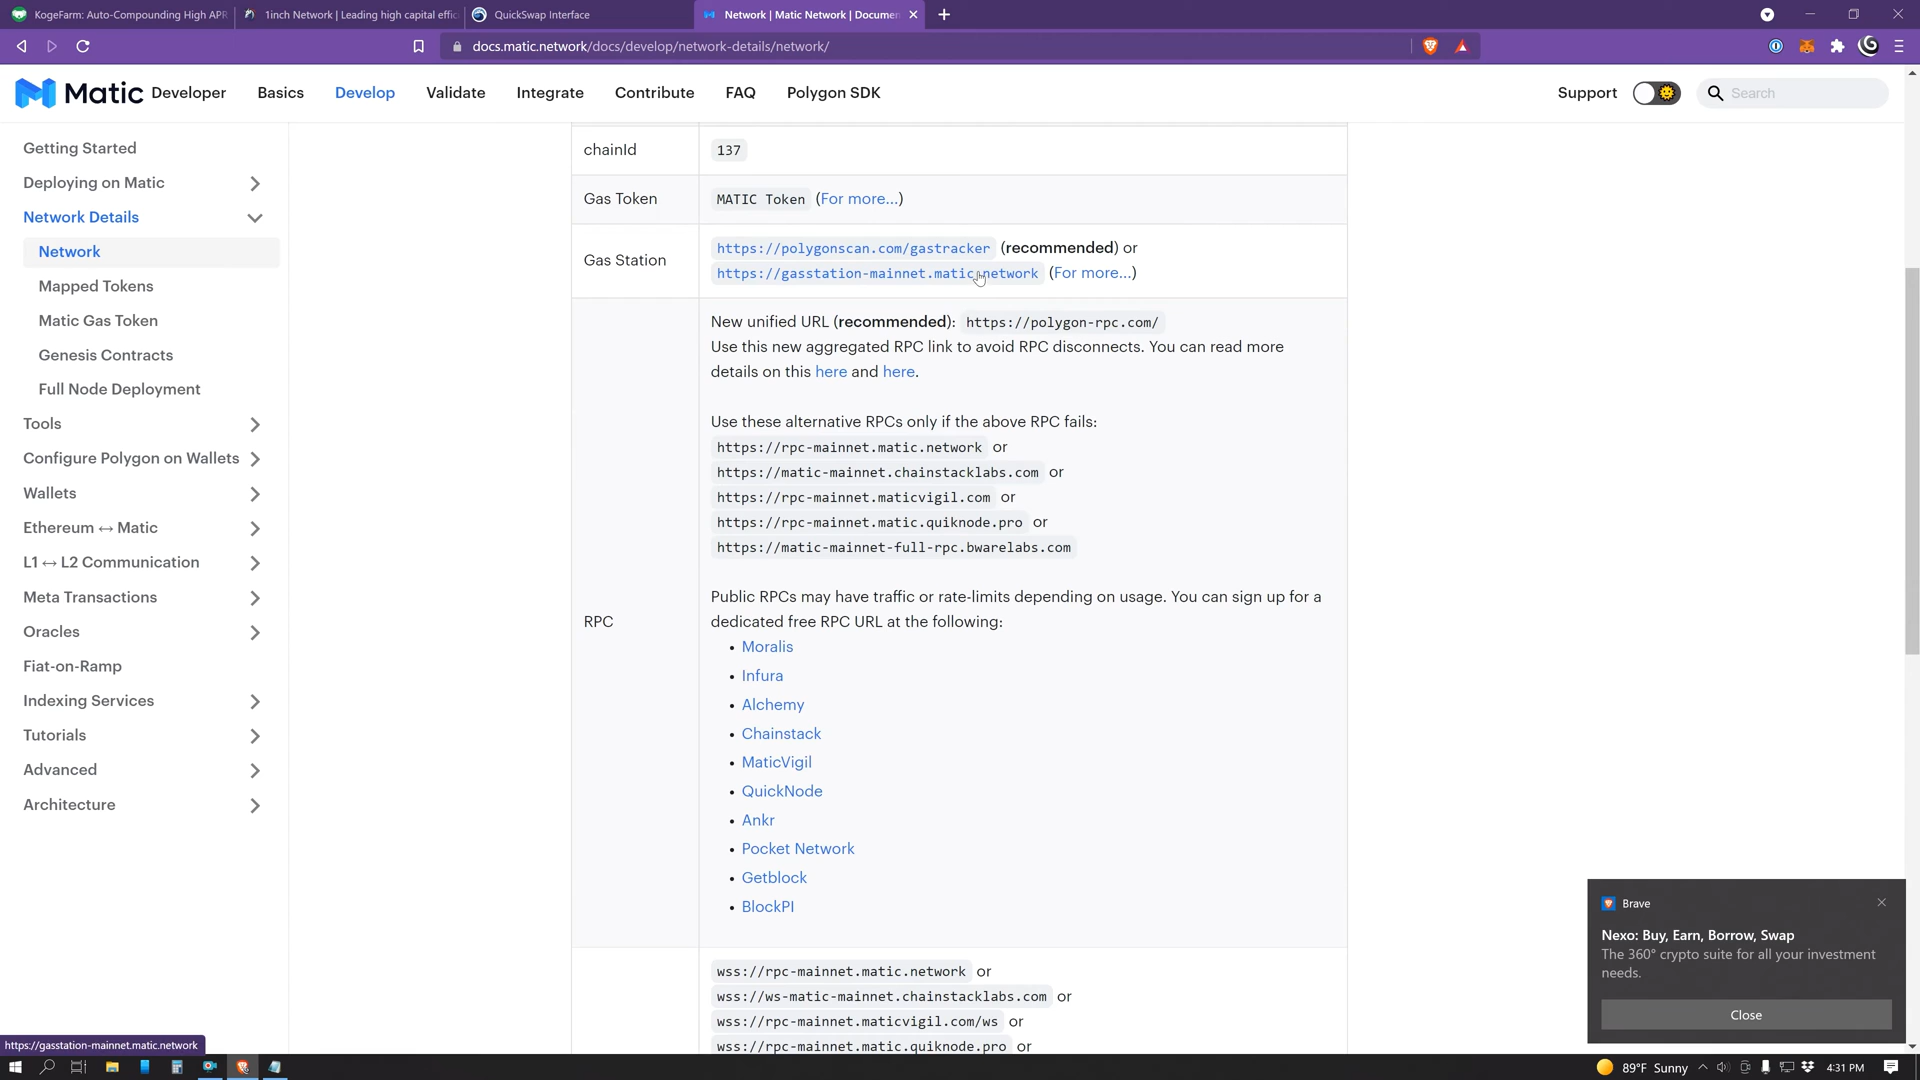 KogeFarm: Auto-Compounding High APR
1inch Network | Leading high capital effic
QuickSwap Interface
Network | Matic Network | Documen
docs.matic.network/docs/develop/network-details/network/
Matic Developer
Basics
Develop
Validate
Integrate
Contribute
FAQ
Polygon SDK
Support
Search
Getting Started
Deploying on Matic
Network Details
Network
Mapped Tokens
Matic Gas Token
Genesis Contracts
Full Node Deployment
Tools
Configure Polygon on Wallets
Wallets
Ethereum ↔ Matic
L1 ↔ L2 Communication
Meta Transactions
Oracles
Fiat-on-Ramp
Indexing Services
Tutorials
Advanced
Architecture
chainId
137
Gas Token
MATIC Token (For more...)
Gas Station
https://polygonscan.com/gastracker (recommended) or
https://gasstation-mainnet.matic.network (For more...)
RPC
New unified URL (recommended): https://polygon-rpc.com/
Use this new aggregated RPC link to avoid RPC disconnects. You can read more
details on this here and here.
Use these alternative RPCs only if the above RPC fails:
https://rpc-mainnet.matic.network or
https://matic-mainnet.chainstacklabs.com or
https://rpc-mainnet.maticvigil.com or
https://rpc-mainnet.matic.quiknode.pro or
https://matic-mainnet-full-rpc.bwarelabs.com
Public RPCs may have traffic or rate-limits depending on usage. You can sign up for a
dedicated free RPC URL at the following:
• Moralis
• Infura
• Alchemy
• Chainstack
• MaticVigil
• QuickNode
• Ankr
• Pocket Network
• Getblock
• BlockPI
wss://rpc-mainnet.matic.network or
wss://ws-matic-mainnet.chainstacklabs.com or
wss://rpc-mainnet.maticvigil.com/ws or
wss://rpc-mainnet.matic.quiknode.pro or
Brave
Nexo: Buy, Earn, Borrow, Swap
The 360° crypto suite for all your investment
needs.
Close
https://gasstation-mainnet.matic.network
89°F Sunny
4:31 PM